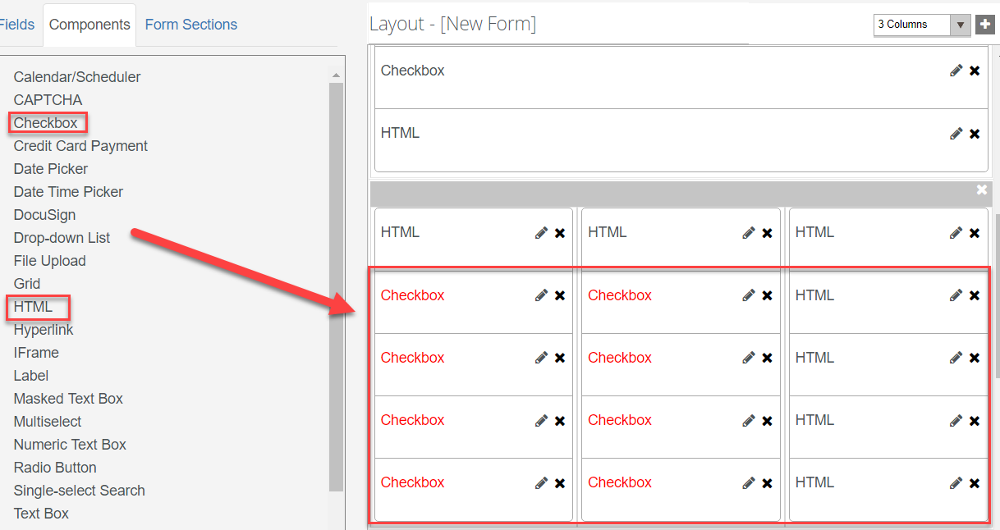 Fields Components Form Sections
Calendar/Scheduler
CAPTCHA
Checkbox
Credit Card Payment
Date Picker
Date Time Picker
DocuSign
Drop-down List
File Upload
Grid
HTML
Hyperlink
IFrame
Label
Masked Text Box
Multiselect
Numeric Text Box
Radio Button
Single-select Search
Text Box
Layout - [New Form] 3 Columns
Checkbox
HTML
HTML HTML HTML
Checkbox Checkbox HTML
Checkbox Checkbox HTML
Checkbox Checkbox HTML
Checkbox Checkbox HTML